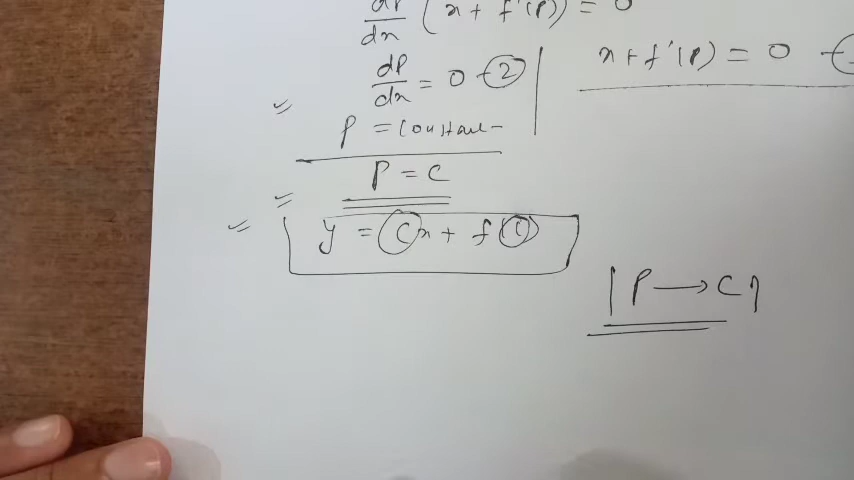 dP/dx (x + f'(P)) = 0
dP/dx = 0 - 2
x + f'(P) = 0
P = Constant
P = C
y = Cx + f(C)
P → C